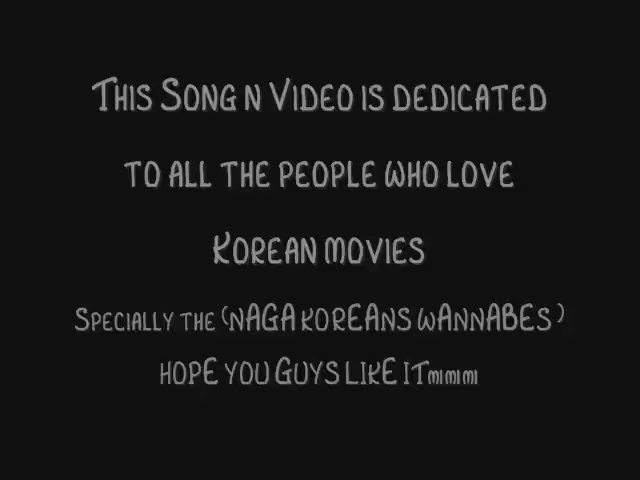 This Song n Video is dedicated
to all the people who love
Korean movies
Specially the (naga koreans wannabes)
hope you guys like it